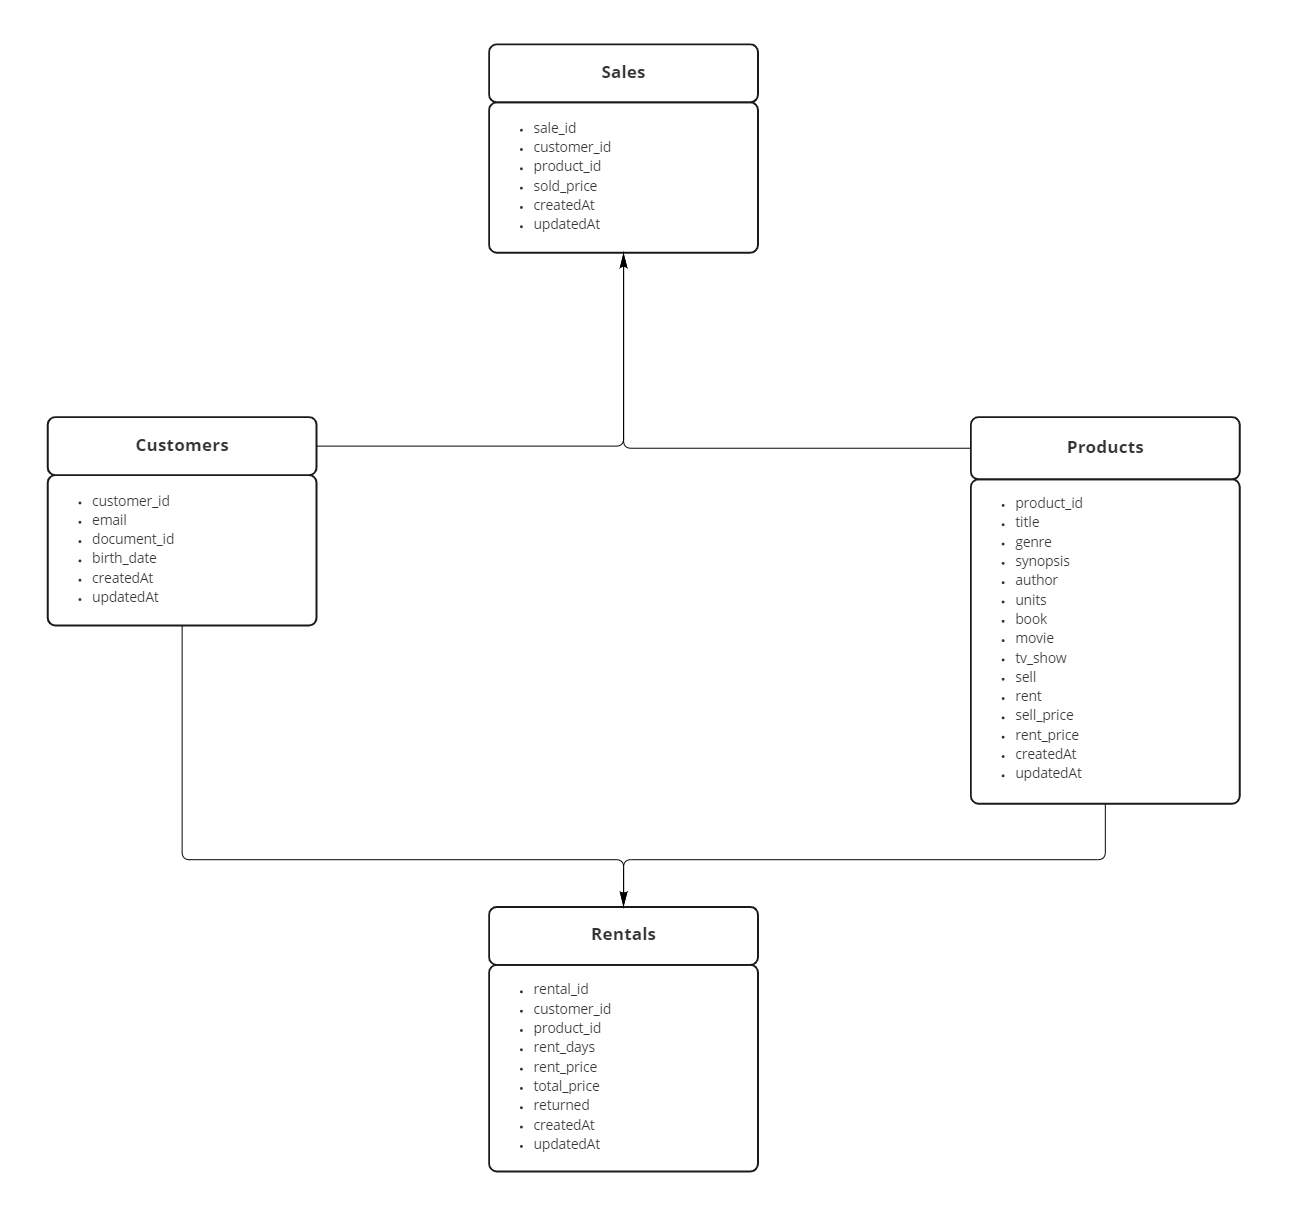 Sales
sale_id
customer_id
product_id
sold_price
createdAt
updatedAt
Customers
customer_id
email
document_id
birth_date
createdAt
updatedAt
Products
product_id
title
genre
synopsis
author
units
book
movie
tv_show
sell
rent
sell_price
rent_price
createdAt
updatedAt
Rentals
rental_id
customer_id
product_id
rent_days
rent_price
total_price
returned
createdAt
updatedAt